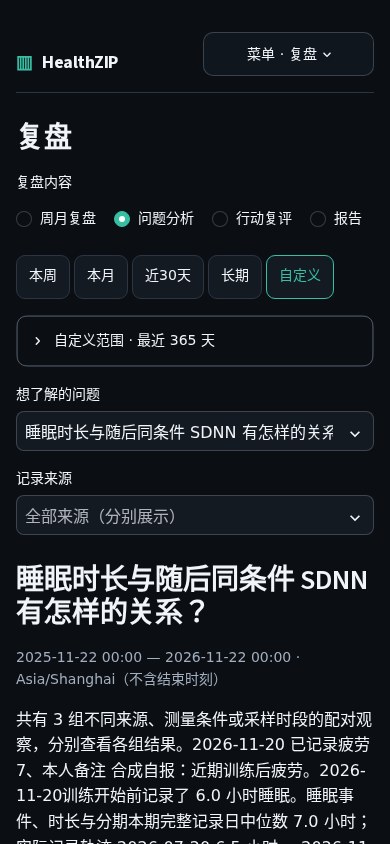 HealthZIP
菜单 · 复盘
复盘
复盘内容
周月复盘 问题分析 行动复评 报告
本周 本月 近30天 长期 自定义
自定义范围 · 最近 365 天
想了解的问题
睡眠时长与随后同条件 SDNN 有怎样的关系
记录来源
全部来源（分别展示）
睡眠时长与随后同条件 SDNN
有怎样的关系？
2025-11-22 00:00 — 2026-11-22 00:00 ·
Asia/Shanghai（不含结束时刻）
共有 3 组不同来源、测量条件或采样时段的配对观
察，分别查看各组结果。2026-11-20 已记录疲劳
7、本人备注 合成自报：近期训练后疲劳。2026-
11-20训练开始前记录了 6.0 小时睡眠。睡眠事
件、时长与分期本期完整记录日中位数 7.0 小时；